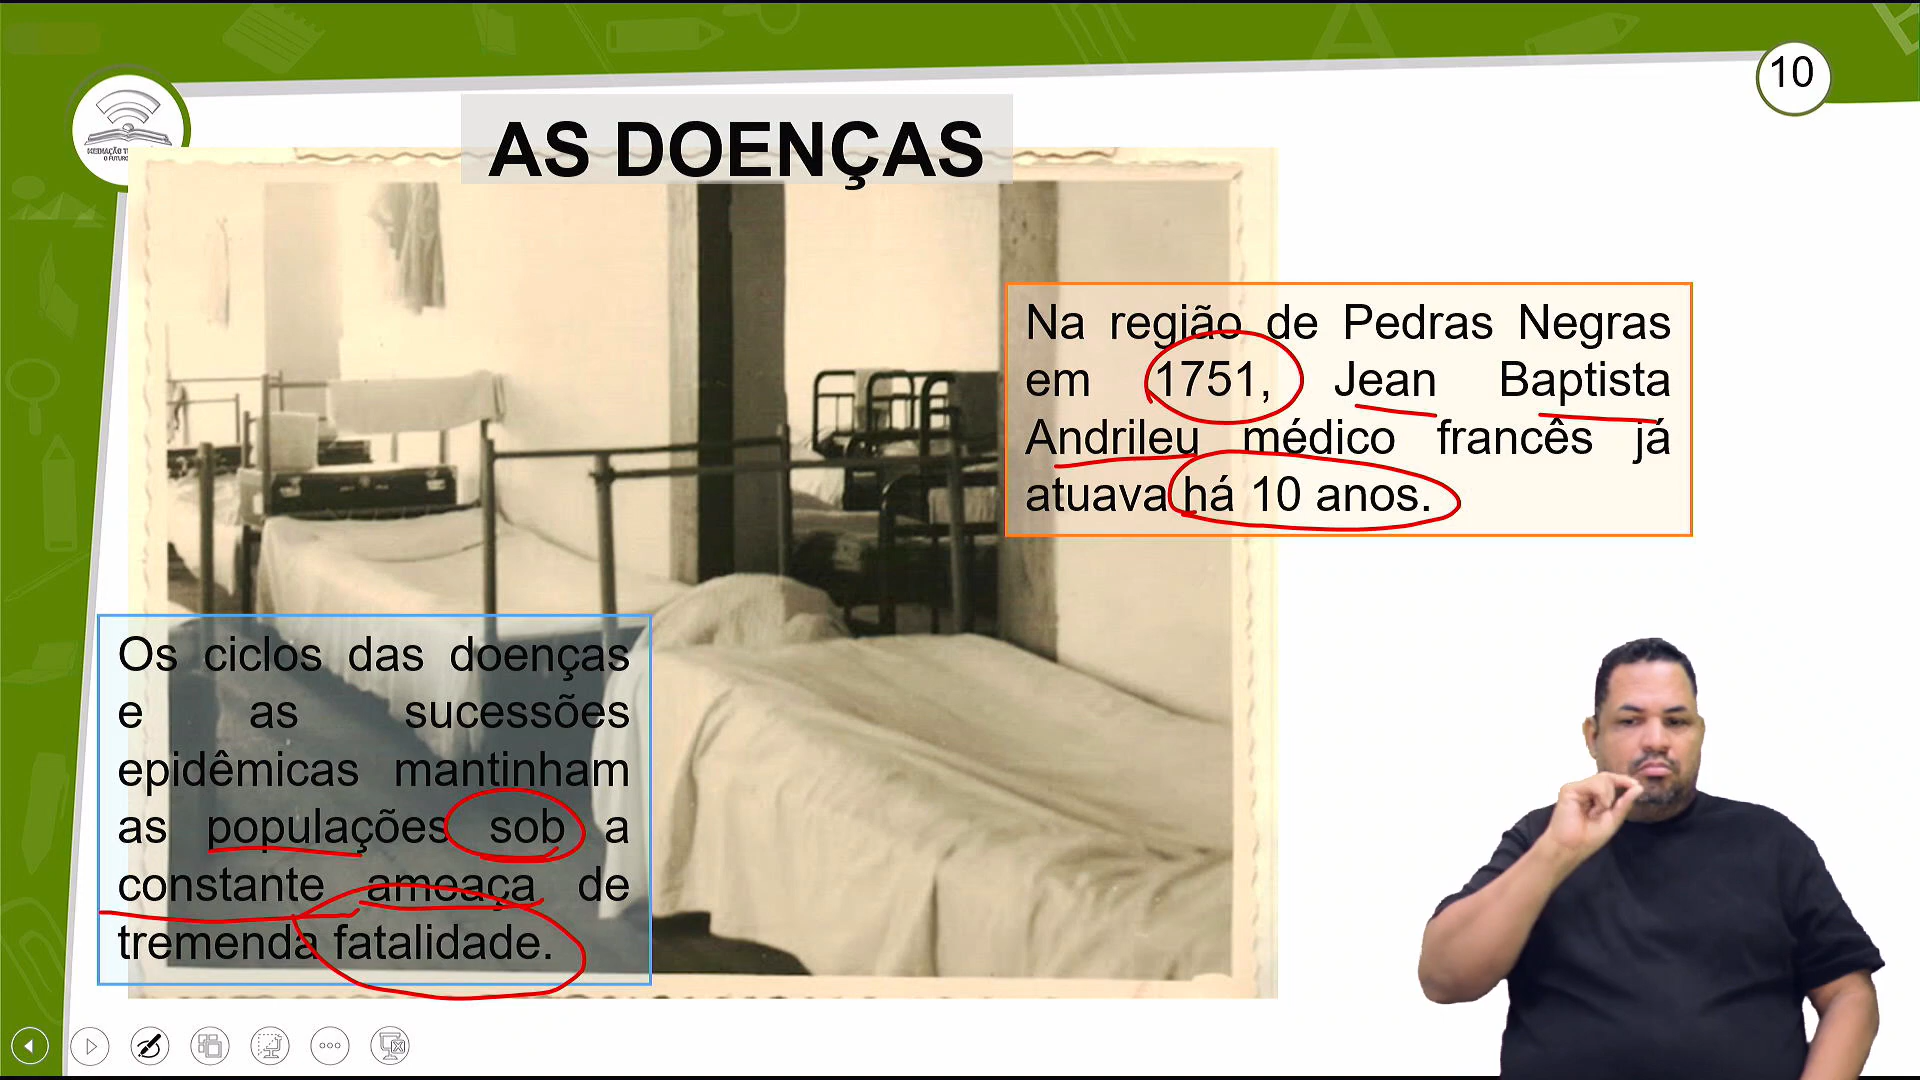 10
AS DOENÇAS
Na região de Pedras Negras
em 1751, Jean Baptista
Andrileu médico francês já
atuava há 10 anos.
Os ciclos das doenças
e as sucessões
epidêmicas mantinham
as populações sob a
constante ameaça de
tremenda fatalidade.